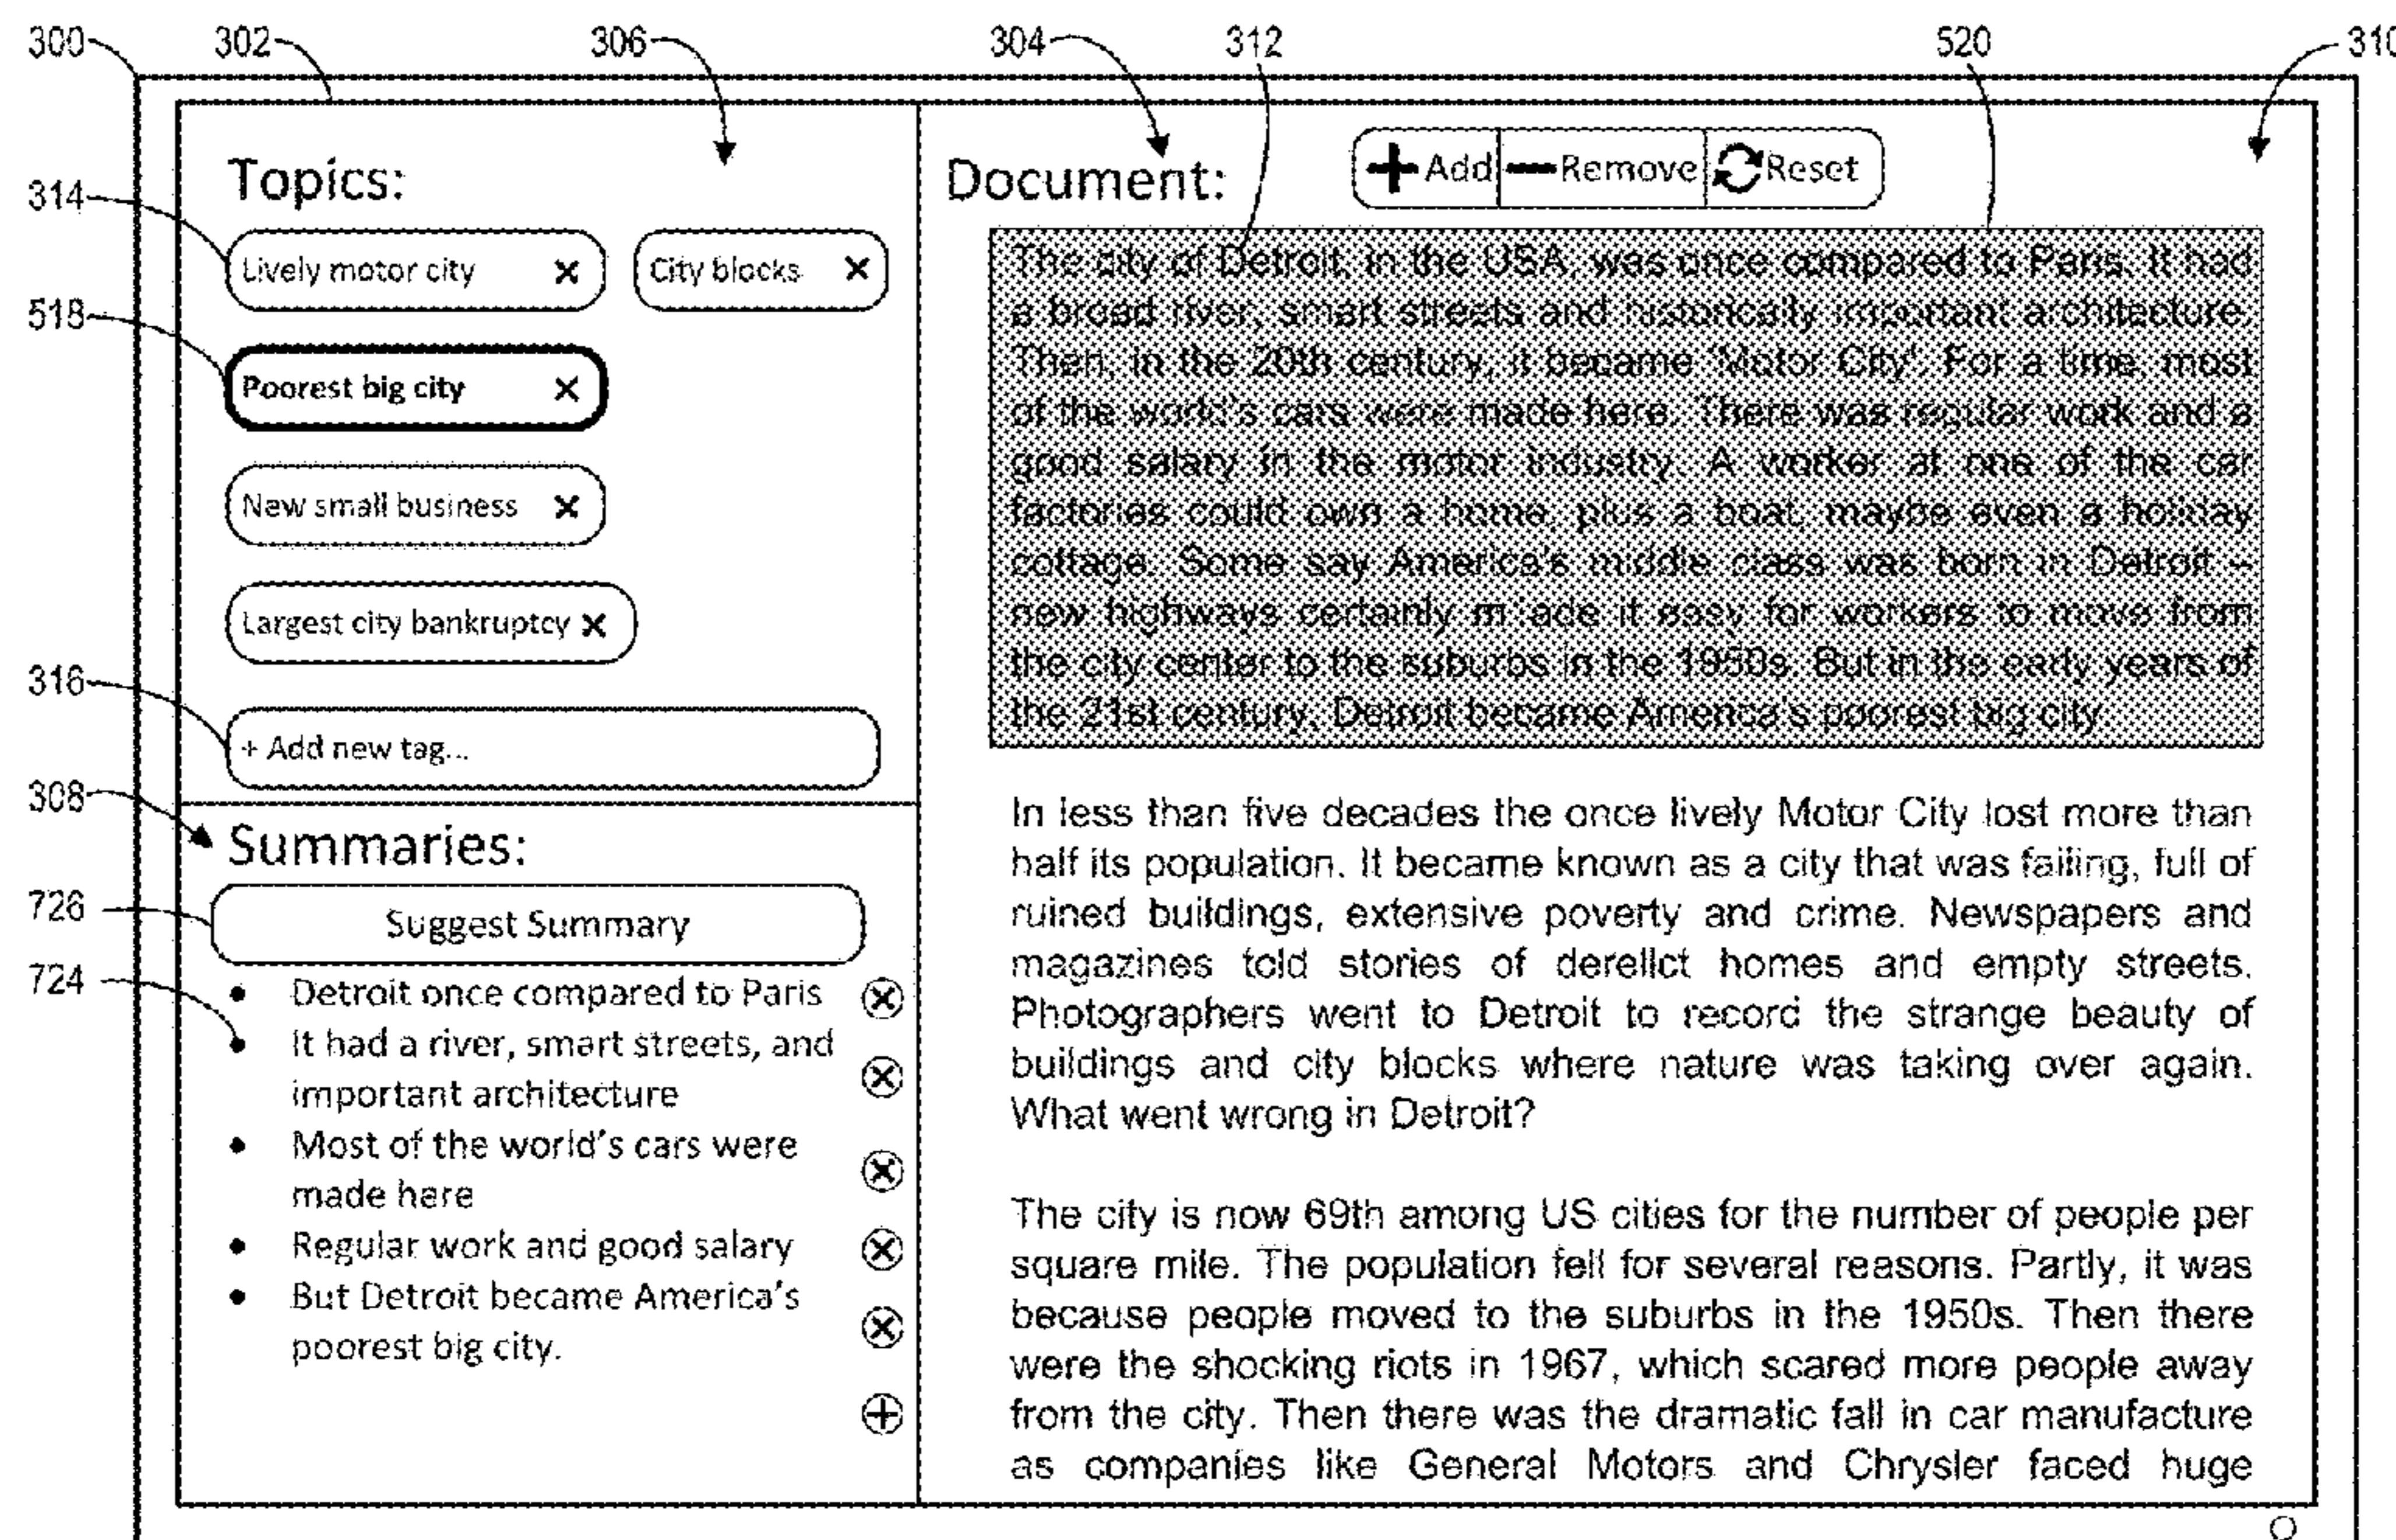 300 302 306 304 312 520 310
Topics:
314
Lively motor city ×
City blocks ×
518
Poorest big city ×
New small business ×
Largest city bankruptcy ×
316
+ Add new tag...
308
Summaries:
726
Suggest Summary
724
• Detroit once compared to Paris
• It had a river, smart streets, and
important architecture
• Most of the world's cars were
made here
• Regular work and good salary
• But Detroit became America's
poorest big city.
Document:
Add Remove Reset
The city of Detroit, in the USA, was once compared to Paris. It had
a broad river, smart streets and historically important architecture.
Then, in the 20th century, it became 'Motor City'. For a time, most
of the world's cars were made here. There was regular work and a
good salary in the motor industry. A worker at one of the car
factories could own a home, plus a boat, maybe even a holiday
cottage. Some say America's middle class was born in Detroit –
new highways certainly m`ade it easy for workers to move from
the city center to the suburbs in the 1950s. But in the early years of
the 21st century, Detroit became America's poorest big city.
In less than five decades the once lively Motor City lost more than
half its population. It became known as a city that was failing, full of
ruined buildings, extensive poverty and crime. Newspapers and
magazines told stories of derelict homes and empty streets.
Photographers went to Detroit to record the strange beauty of
buildings and city blocks where nature was taking over again.
What went wrong in Detroit?
The city is now 69th among US cities for the number of people per
square mile. The population fell for several reasons. Partly, it was
because people moved to the suburbs in the 1950s. Then there
were the shocking riots in 1967, which scared more people away
from the city. Then there was the dramatic fall in car manufacture
as companies like General Motors and Chrysler faced huge